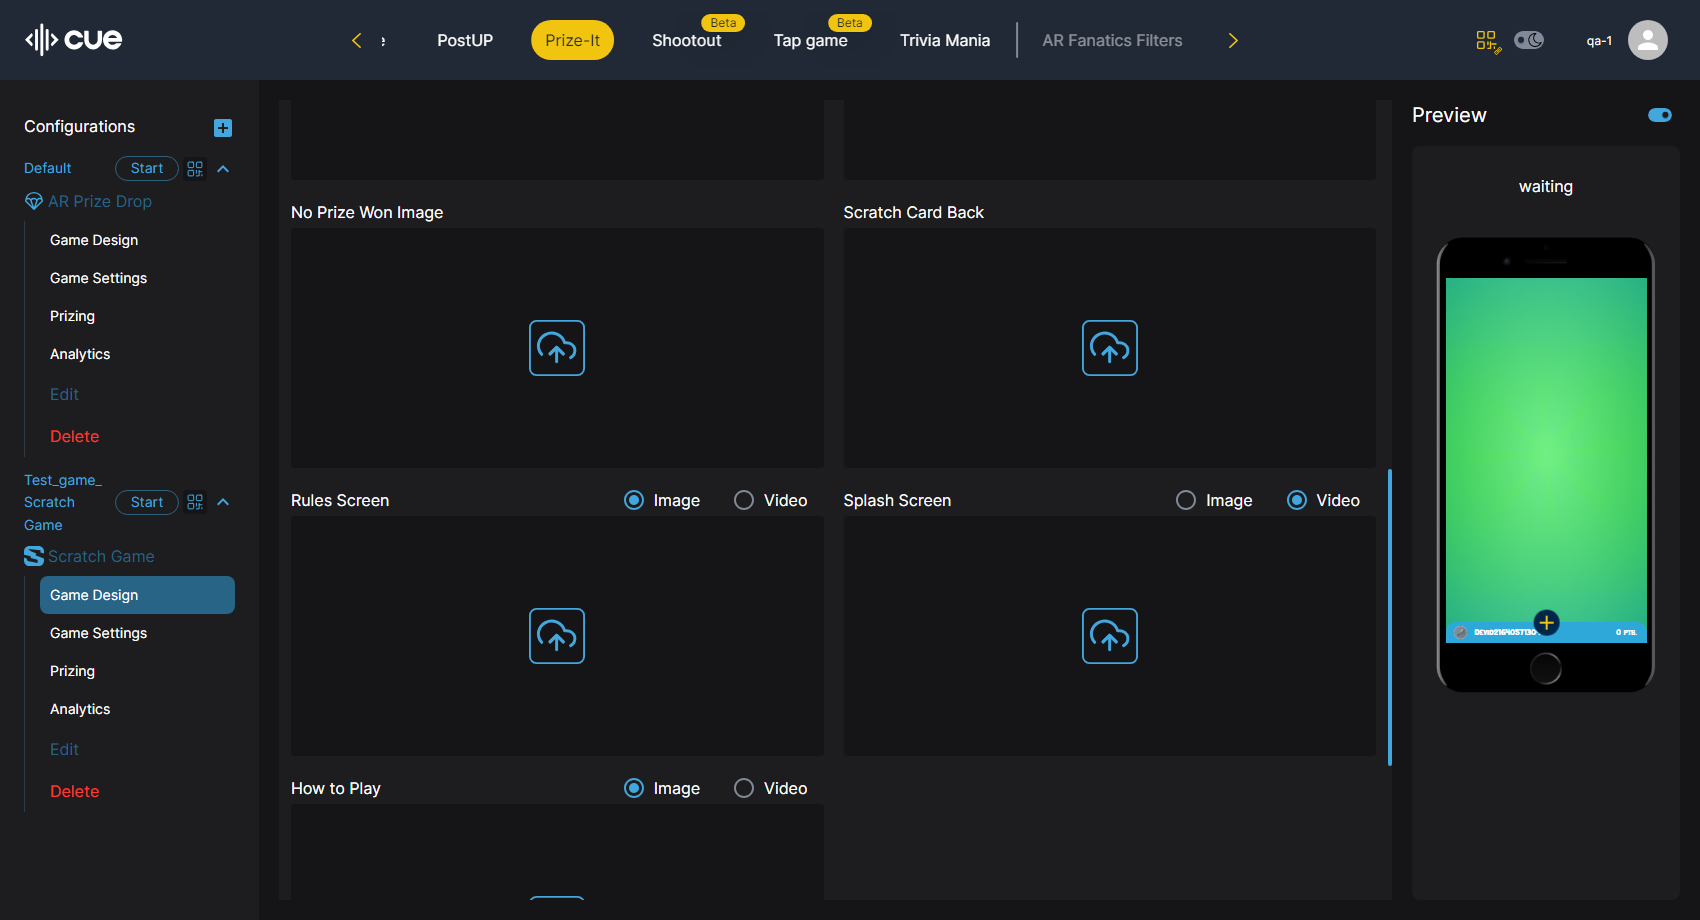 cue
PostUP
Prize-It
Beta
Shootout
Beta
Tap game
Trivia Mania
AR Fanatics Filters
qa-1
Configurations
Default
Start
AR Prize Drop
Game Design
Game Settings
Prizing
Analytics
Edit
Delete
Test_game_
Scratch
Game
Start
Scratch Game
Game Design
Game Settings
Prizing
Analytics
Edit
Delete
No Prize Won Image
Scratch Card Back
Rules Screen
Image
Video
Splash Screen
Image
Video
How to Play
Image
Video
Preview
waiting
0 PTS.